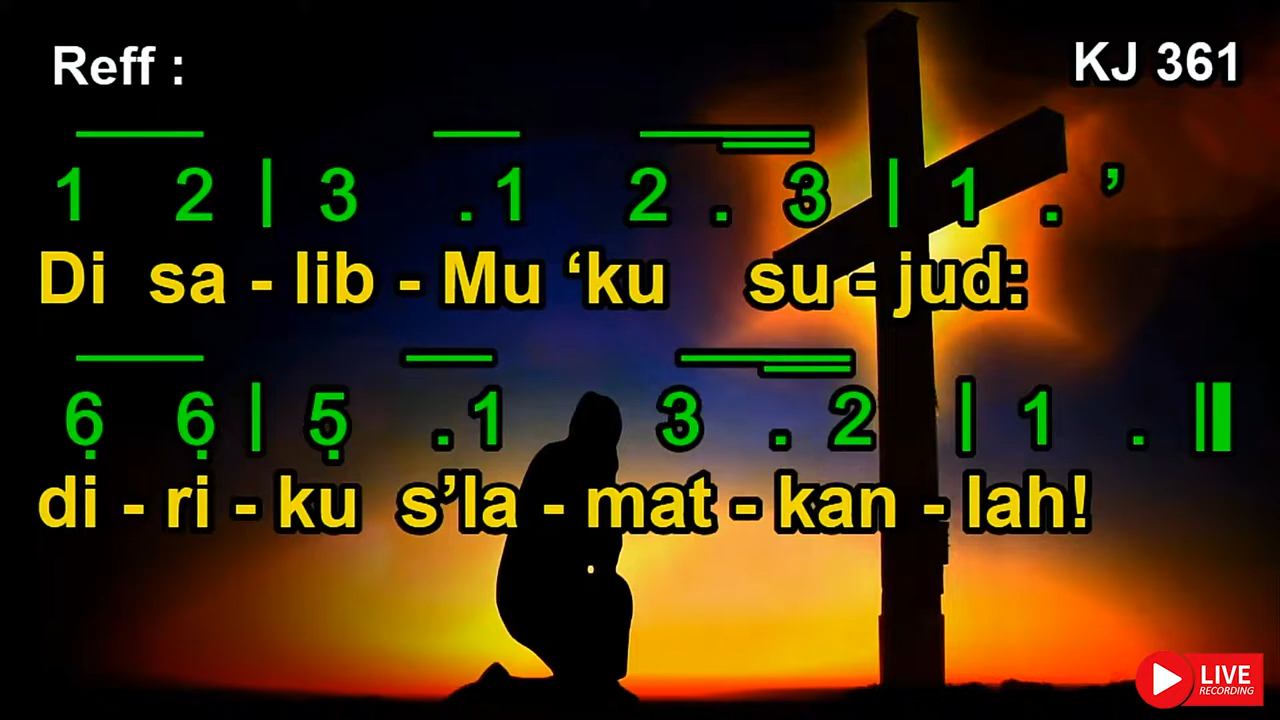 Reff :
KJ 361
1 2 | 3 . 1 2 . 3 | 1 . ’
Di sa - lib - Mu ‘ku su - jud:
6̣ 6̣ | 5̣ . 1 3 . 2 | 1 . ||
di - ri - ku s’la - mat - kan - lah!
LIVE
RECORDING